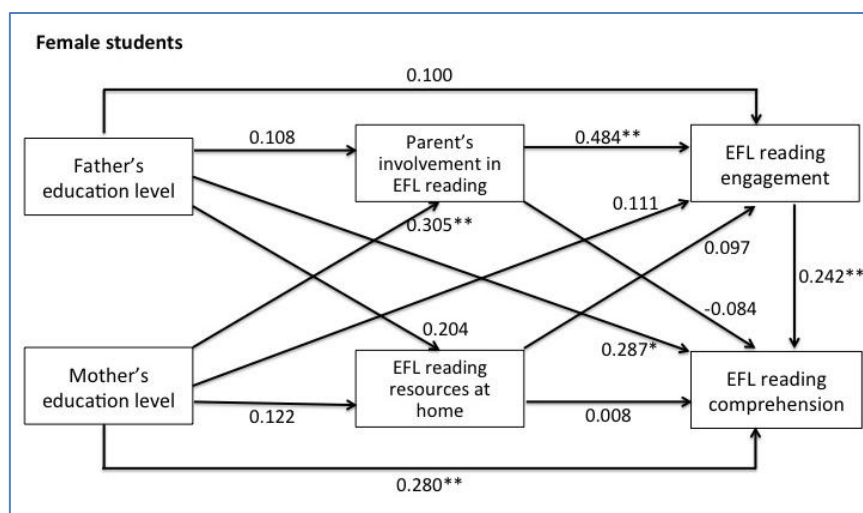 Female students
0.100
Father's
education level
0.108
Parent's
involvement in
EFL reading
0.484**
EFL reading
engagement
0.305**
0.111
0.097
0.242**
-0.084
0.204
0.287*
Mother's
education level
0.122
EFL reading
resources at
home
0.008
EFL reading
comprehension
0.280**